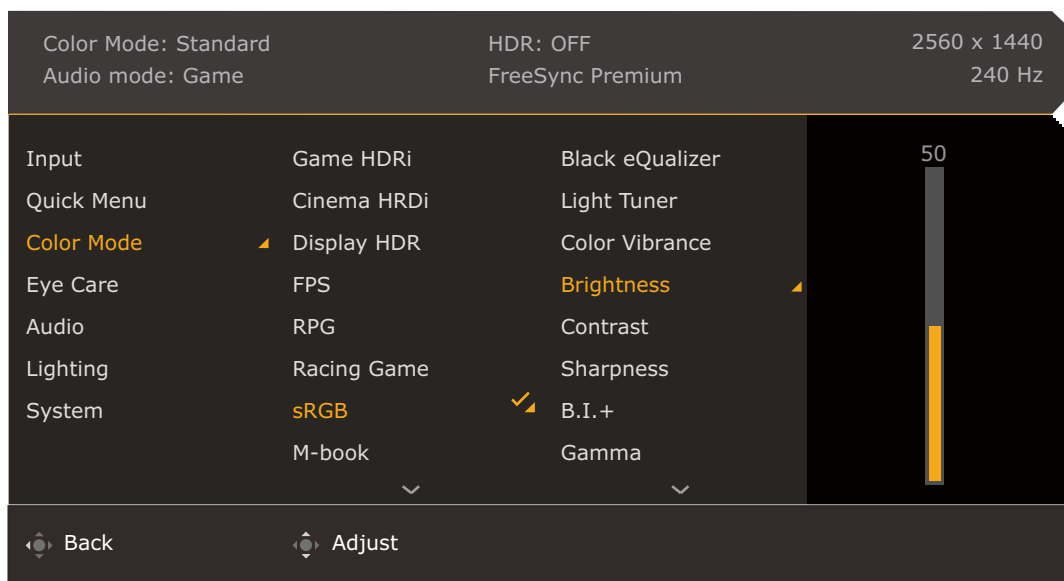 Color Mode: Standard
Audio mode: Game
HDR: OFF
FreeSync Premium
2560 x 1440
240 Hz
Input
Quick Menu
Color Mode
Eye Care
Audio
Lighting
System
Game HDRi
Cinema HRDi
Display HDR
FPS
RPG
Racing Game
sRGB
M-book
Black eQualizer
Light Tuner
Color Vibrance
Brightness
Contrast
Sharpness
B.I.+
Gamma
50
Back
Adjust